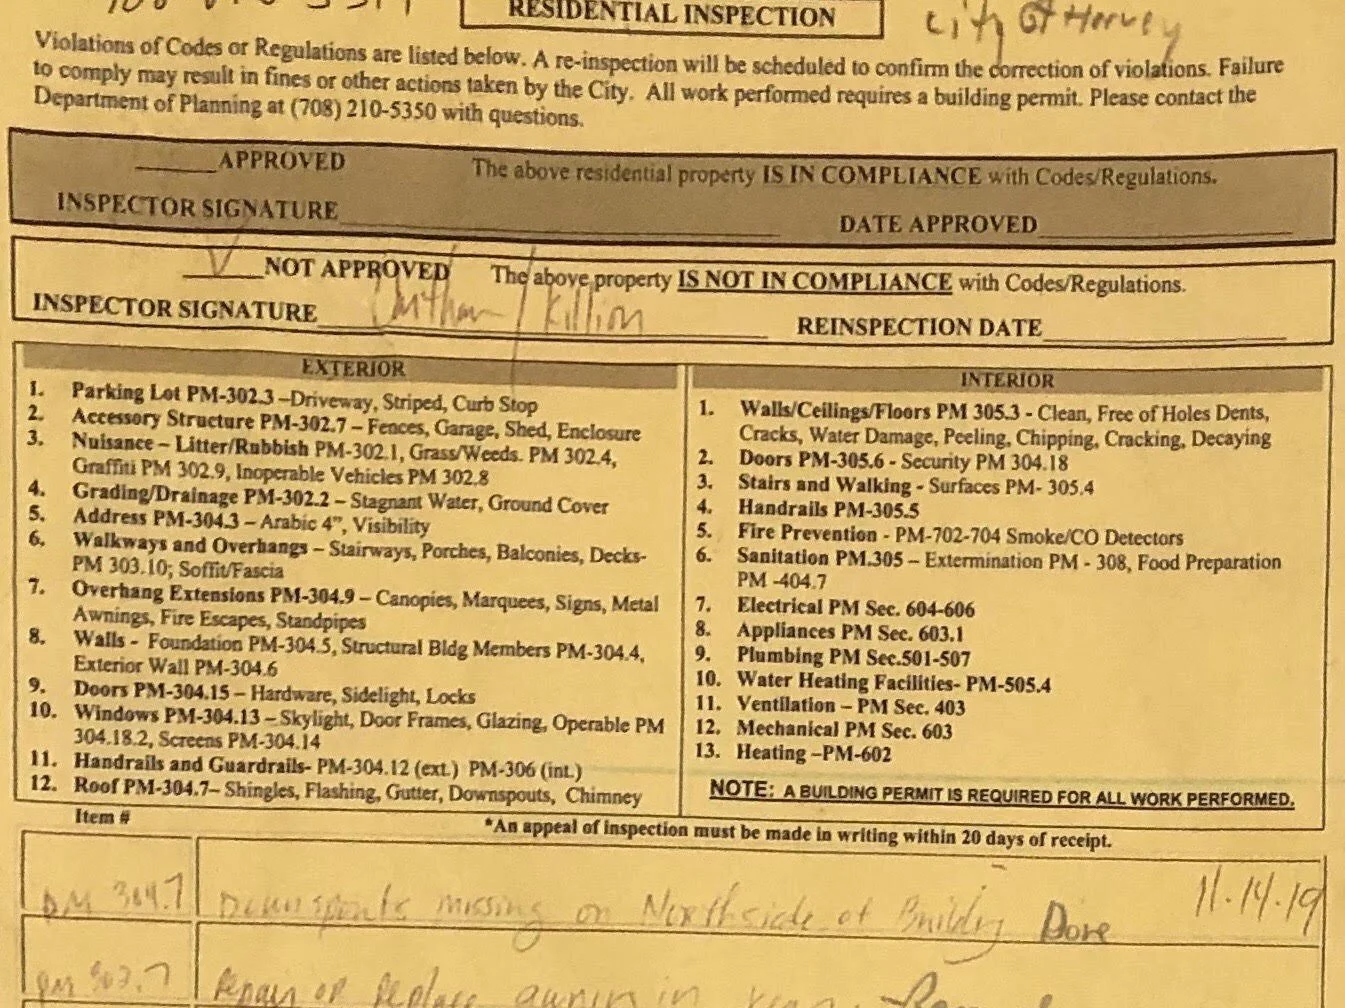 RESIDENTIAL INSPECTION
City of Harvey
Violations of Codes or Regulations are listed below. A re-inspection will be scheduled to confirm the correction of violations. Failure
to comply may result in fines or other actions taken by the City. All work performed requires a building permit. Please contact the
Department of Planning at (708) 210-5350 with questions.
______APPROVED The above residential property IS IN COMPLIANCE with Codes/Regulations.
INSPECTOR SIGNATURE DATE APPROVED
NOT APPROVED The above property IS NOT IN COMPLIANCE with Codes/Regulations.
INSPECTOR SIGNATURE Killion REINSPECTION DATE
EXTERIOR
1. Parking Lot PM-302.3 –Driveway, Striped, Curb Stop
2. Accessory Structure PM-302.7 – Fences, Garage, Shed, Enclosure
3. Nuisance – Litter/Rubbish PM-302.1, Grass/Weeds. PM 302.4,
Graffiti PM 302.9, Inoperable Vehicles PM 302.8
4. Grading/Drainage PM-302.2 – Stagnant Water, Ground Cover
5. Address PM-304.3 – Arabic 4", Visibility
6. Walkways and Overhangs – Stairways, Porches, Balconies, Decks-
PM 303.10; Soffit/Fascia
7. Overhang Extensions PM-304.9 – Canopies, Marquees, Signs, Metal
Awnings, Fire Escapes, Standpipes
8. Walls - Foundation PM-304.5, Structural Bldg Members PM-304.4,
Exterior Wall PM-304.6
9. Doors PM-304.15 – Hardware, Sidelight, Locks
10. Windows PM-304.13 – Skylight, Door Frames, Glazing, Operable PM
304.18.2, Screens PM-304.14
11. Handrails and Guardrails- PM-304.12 (ext.) PM-306 (int.)
12. Roof PM-304.7– Shingles, Flashing, Gutter, Downspouts, Chimney
INTERIOR
1. Walls/Ceilings/Floors PM 305.3 - Clean, Free of Holes Dents,
Cracks, Water Damage, Peeling, Chipping, Cracking, Decaying
2. Doors PM-305.6 - Security PM 304.18
3. Stairs and Walking - Surfaces PM- 305.4
4. Handrails PM-305.5
5. Fire Prevention - PM-702-704 Smoke/CO Detectors
6. Sanitation PM.305 – Extermination PM - 308, Food Preparation
PM -404.7
7. Electrical PM Sec. 604-606
8. Appliances PM Sec. 603.1
9. Plumbing PM Sec.501-507
10. Water Heating Facilities- PM-505.4
11. Ventilation – PM Sec. 403
12. Mechanical PM Sec. 603
13. Heating –PM-602
NOTE: A BUILDING PERMIT IS REQUIRED FOR ALL WORK PERFORMED.
Item # *An appeal of inspection must be made in writing within 20 days of receipt.
PM 304.7 Downspouts missing on Northside of Building Done 11.14.19
PM 302.7 Repair or Replace awnin in rear